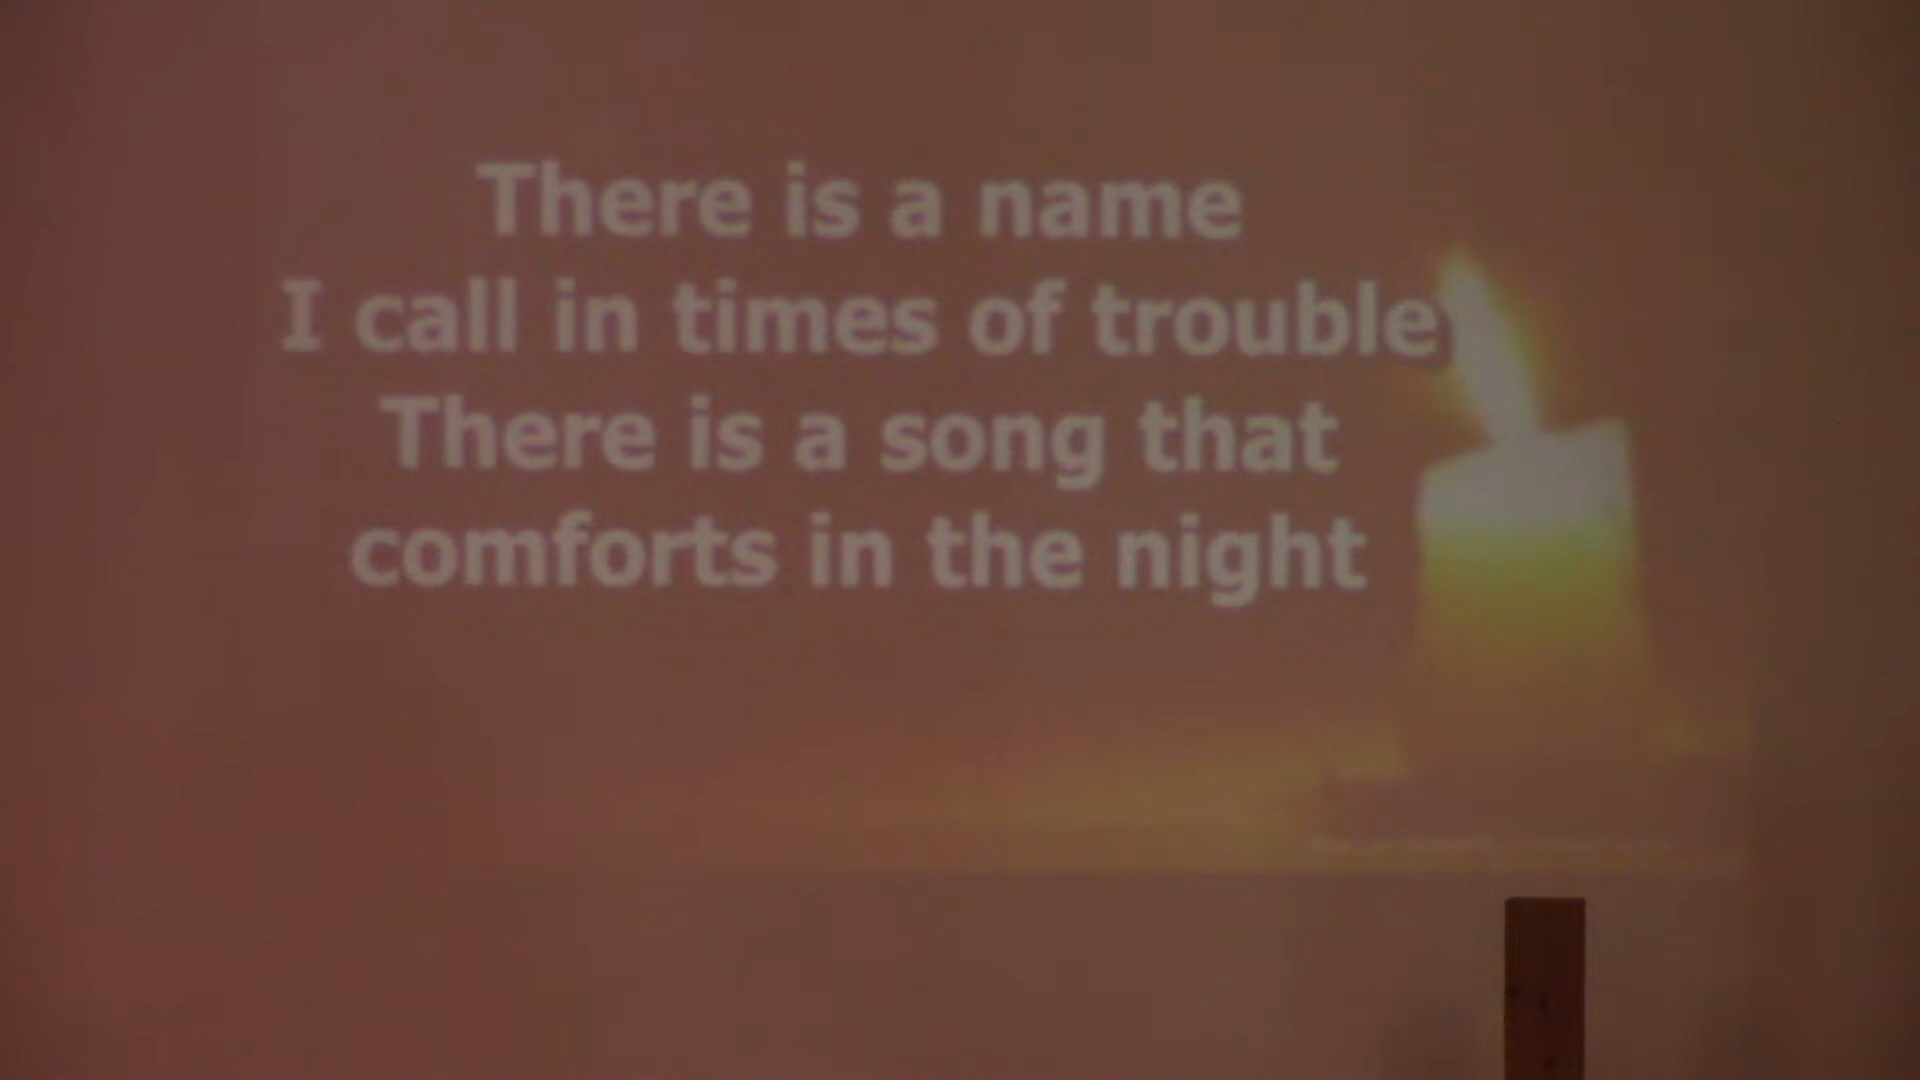 There is a name
I call in times of trouble
There is a song that
comforts in the night